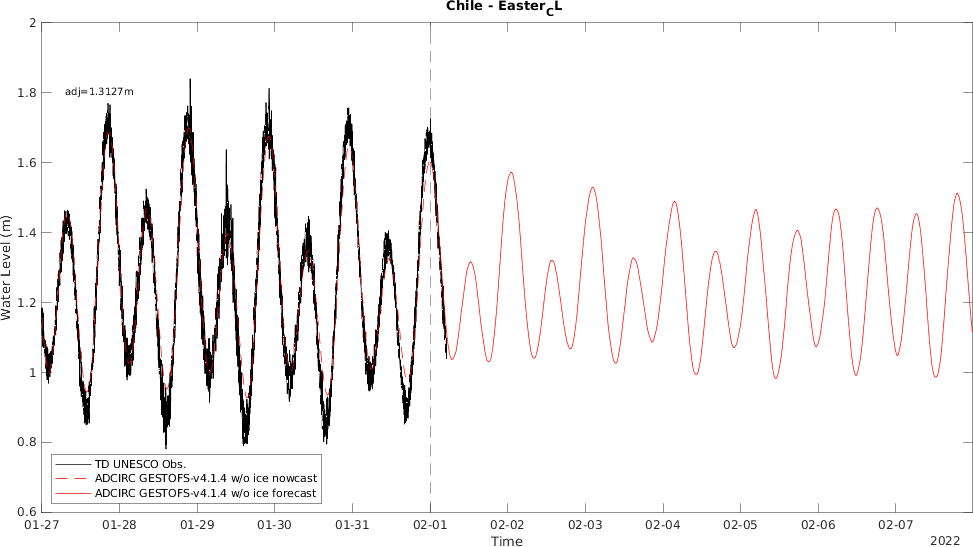 Chile - Easter_CL
2
1.8
1.6
1.4
1.2
1
0.8
0.6
adj=1.3127m
Water Level (m)
TD UNESCO Obs.
ADCIRC GESTOFS-v4.1.4 w/o ice nowcast
ADCIRC GESTOFS-v4.1.4 w/o ice forecast
01-27 01-28 01-29 01-30 01-31 02-01 02-02 02-03 02-04 02-05 02-06 02-07
Time
2022